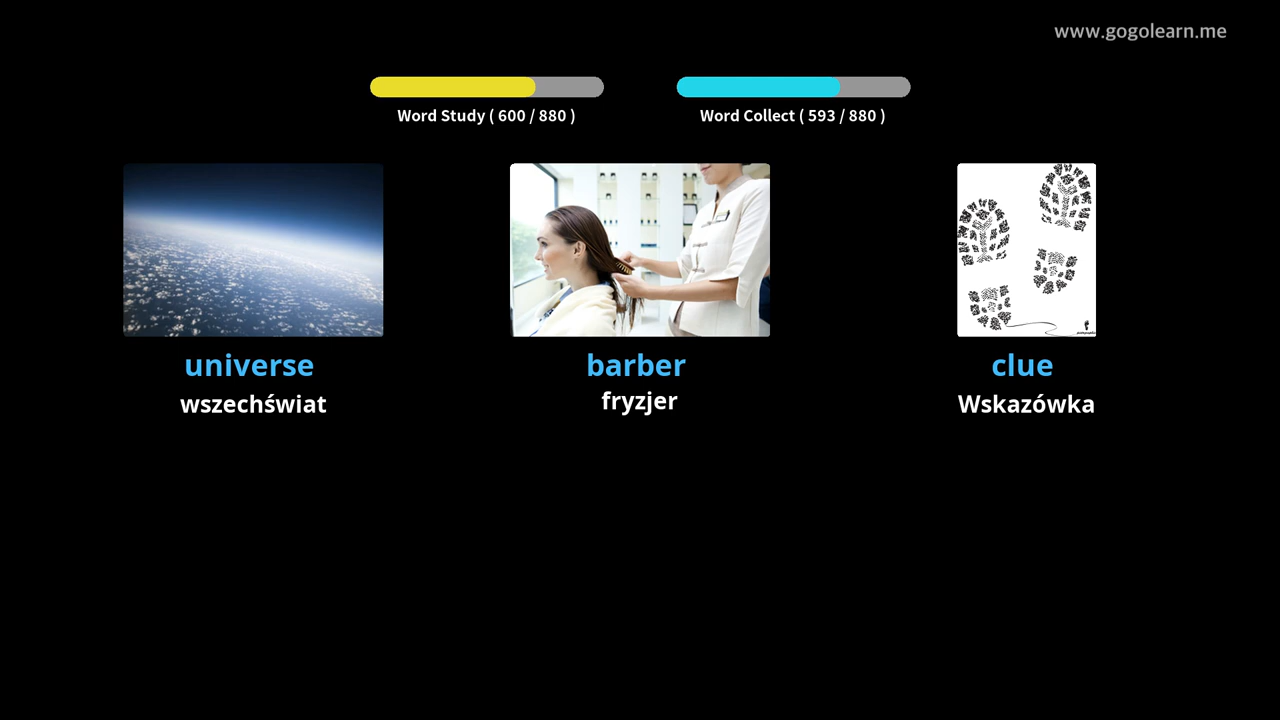 www.gogolearn.me
Word Study ( 600 / 880 )
Word Collect ( 593 / 880 )
universe
barber
clue
wszechświat
fryzjer
Wskazówka